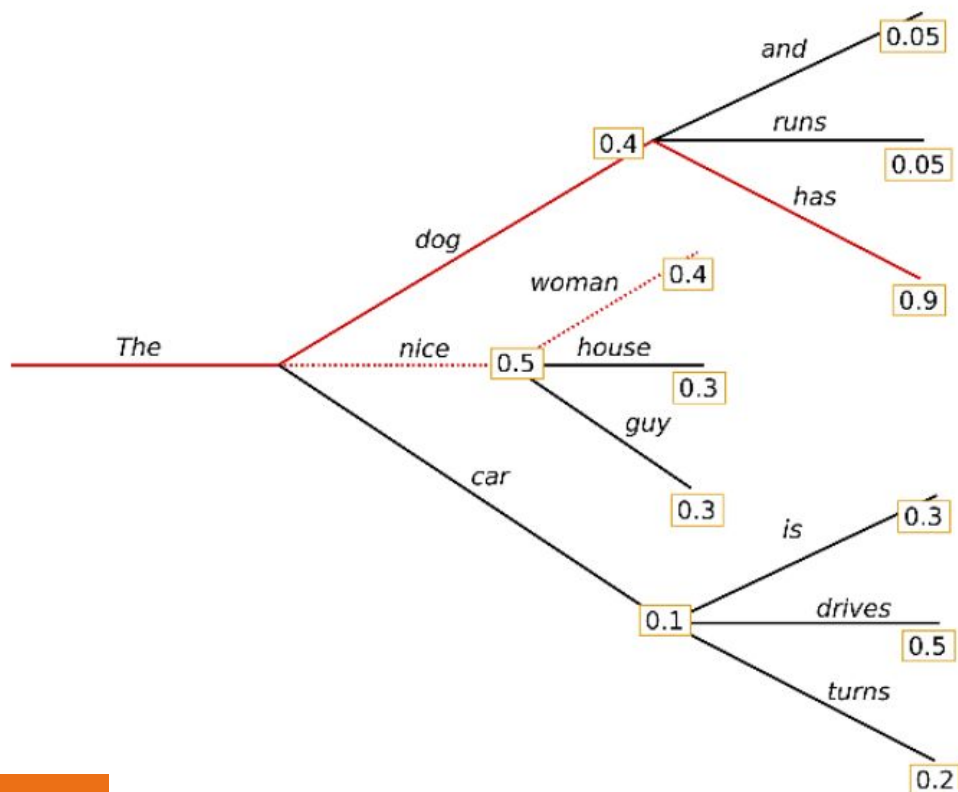 and
0.05
runs
0.4
0.05
has
dog
woman
0.4
0.9
The
nice
0.5
house
0.3
guy
car
0.3
0.3
is
drives
0.1
0.5
turns
0.2